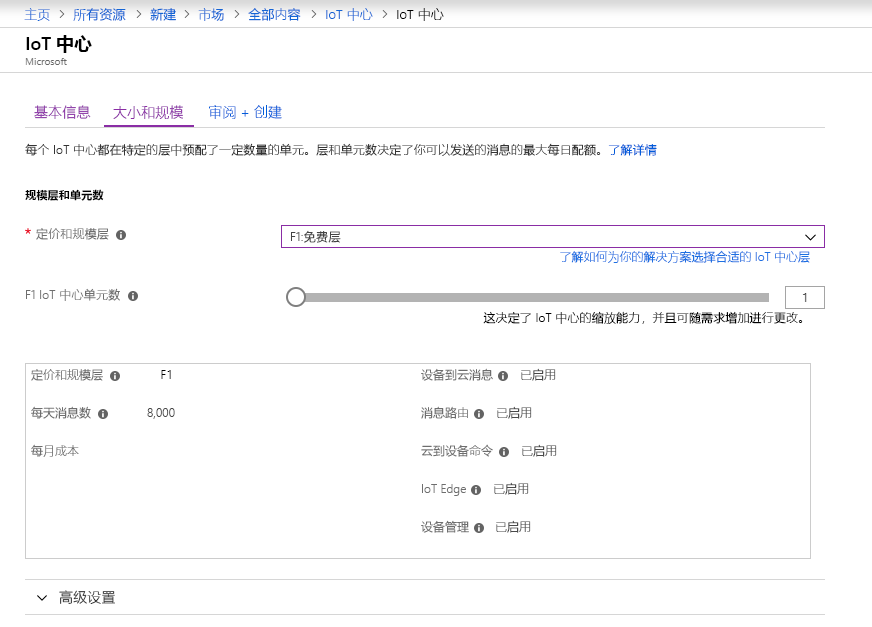 主页 > 所有资源 > 新建 > 市场 > 全部内容 > IoT 中心 > IoT 中心
IoT 中心
Microsoft
基本信息 大小和规模 审阅 + 创建
每个 IoT 中心都在特定的层中预配了一定数量的单元。层和单元数决定了你可以发送的消息的最大每日配额。了解详情
规模层和单元数
* 定价和规模层 F1:免费层
了解如何为你的解决方案选择合适的 IoT 中心层
F1 IoT 中心单元数 1
这决定了 IoT 中心的缩放能力，并且可随需求增加进行更改。
定价和规模层 F1 设备到云消息 已启用
每天消息数 8,000 消息路由 已启用
每月成本 云到设备命令 已启用
IoT Edge 已启用
设备管理 已启用
高级设置